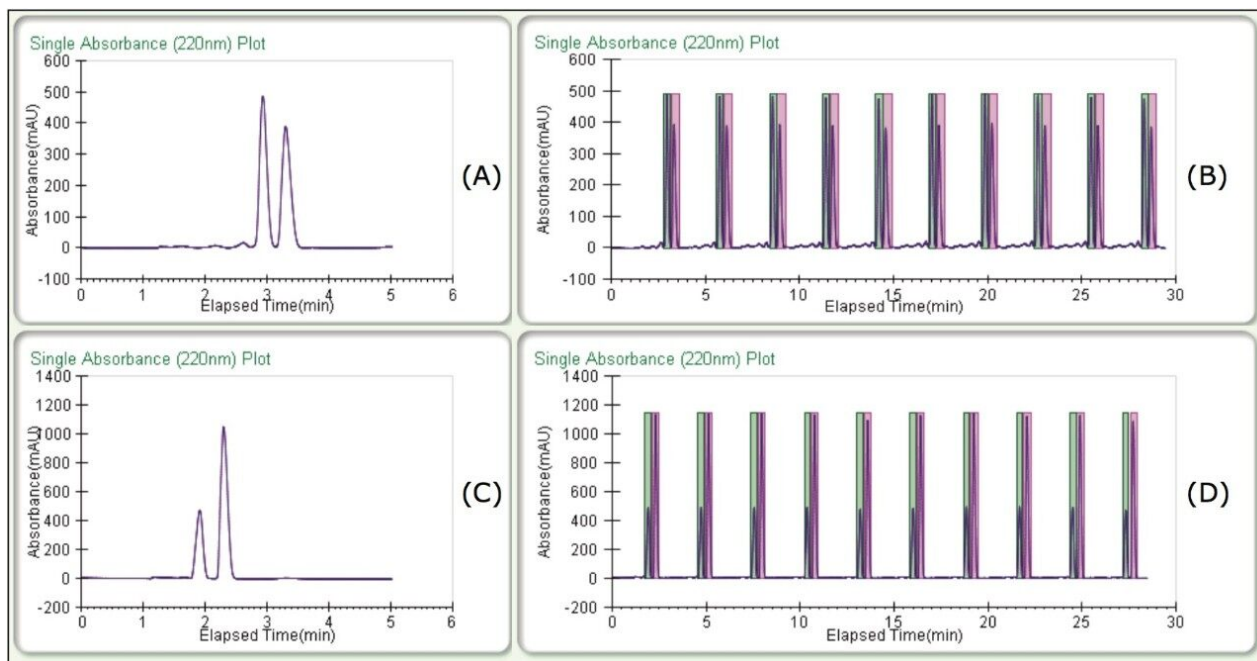 Single Absorbance (220nm) Plot
600
500
400
300
200
100
0
-100
Absorbance(mAU)
0 1 2 3 4 5 6
Elapsed Time(min)
(A)
Single Absorbance (220nm) Plot
600
500
400
300
200
100
0
-100
Absorbance(mAU)
0 5 10 15 20 25 30
Elapsed Time(min)
(B)
Single Absorbance (220nm) Plot
1400
1200
1000
800
600
400
200
0
-200
Absorbance(mAU)
0 1 2 3 4 5 6
Elapsed Time(min)
(C)
Single Absorbance (220nm) Plot
1400
1200
1000
800
600
400
200
0
-200
Absorbance(mAU)
0 5 10 15 20 25 30
Elapsed Time(min)
(D)